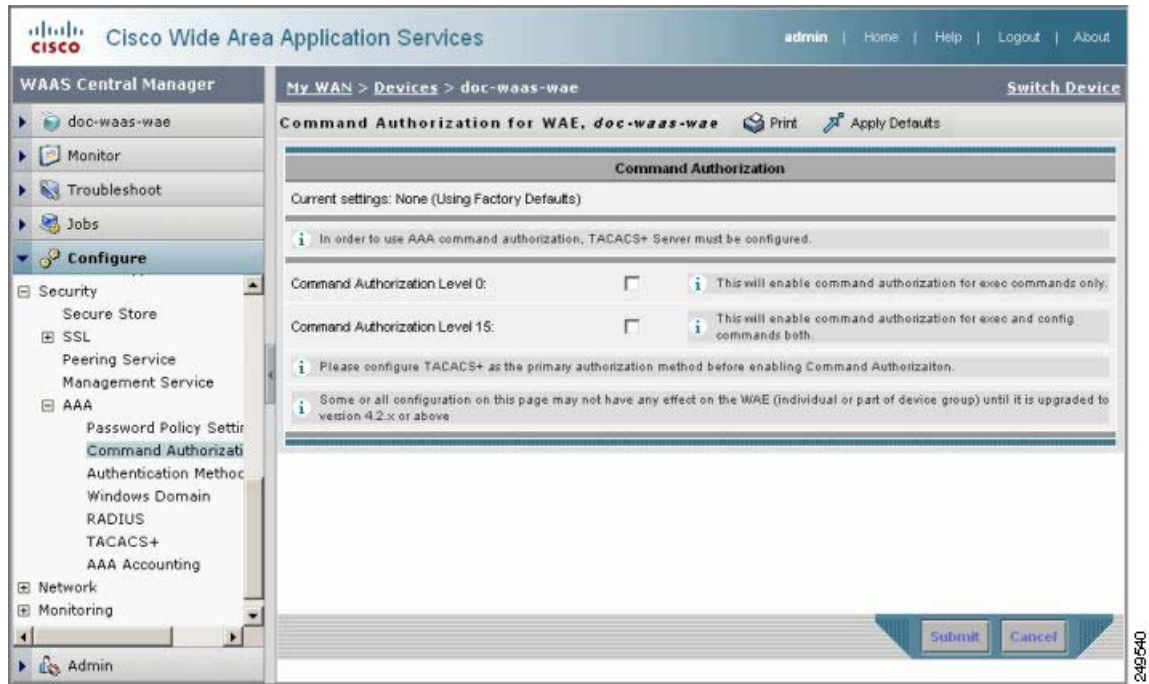 CISCO
Cisco Wide Area Application Services
admin | Home | Help | Logout | About
WAAS Central Manager
My WAN > Devices > doc-waas-wae
Switch Device
doc-waas-wae
Monitor
Troubleshoot
Jobs
Configure
Security
Secure Store
SSL
Peering Service
Management Service
AAA
Password Policy Settin
Command Authorizati
Authentication Method
Windows Domain
RADIUS
TACACS+
AAA Accounting
Network
Monitoring
Admin
Command Authorization for WAE, doc-waas-wae
Print
Apply Defaults
Command Authorization
Current settings: None (Using Factory Defaults)
In order to use AAA command authorization, TACACS+ Server must be configured.
Command Authorization Level 0:
This will enable command authorization for exec commands only.
Command Authorization Level 15:
This will enable command authorization for exec and config
commands both.
Please configure TACACS+ as the primary authorization method before enabling Command Authorizaiton.
Some or all configuration on this page may not have any effect on the WAE (individual or part of device group) until it is upgraded to
version 4.2.x or above
Submit
Cancel
249540